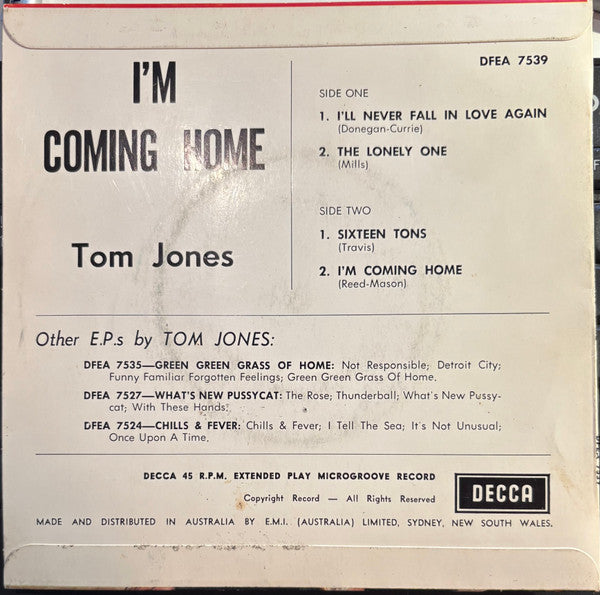 DFEA 7539
I'M
COMING HOME
Tom Jones
SIDE ONE
1. I'LL NEVER FALL IN LOVE AGAIN
(Donegan-Currie)
2. THE LONELY ONE
(Mills)
SIDE TWO
1. SIXTEEN TONS
(Travis)
2. I'M COMING HOME
(Reed-Mason)
Other E.P.s by TOM JONES:
DFEA 7535—GREEN GREEN GRASS OF HOME: Not Responsible; Detroit City;
Funny Familiar Forgotten Feelings; Green Green Grass Of Home.
DFEA 7527—WHAT'S NEW PUSSYCAT: The Rose; Thunderball; What's New Pussy-
cat; With These Hands.
DFEA 7524—CHILLS & FEVER: Chills & Fever; I Tell The Sea; It's Not Unusual;
Once Upon A Time.
DECCA 45 R.P.M. EXTENDED PLAY MICROGROOVE RECORD
Copyright Record — All Rights Reserved
DECCA
MADE AND DISTRIBUTED IN AUSTRALIA BY E.M.I. (AUSTRALIA) LIMITED, SYDNEY, NEW SOUTH WALES.